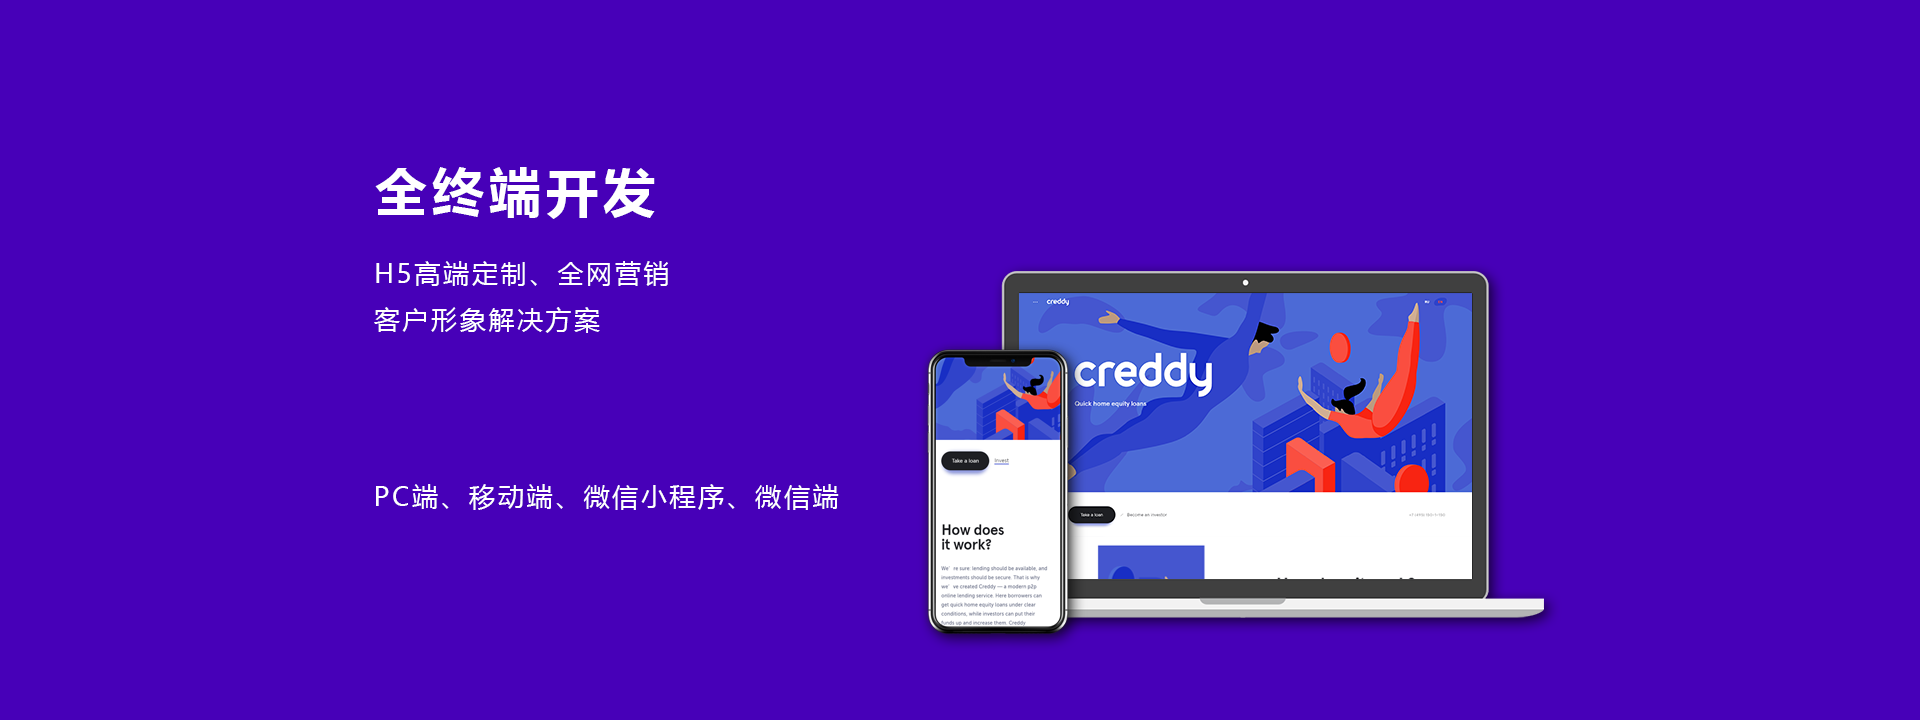 全终端开发
H5高端定制、全网营销
客户形象解决方案
PC端、移动端、微信小程序、微信端
creddy
creddy
Quick home equity loans
Take a loan
Become an investor
Take a loan Invest
How does
it work?
We' re sure: lending should be available, and
investments should be secure. That is why
we' ve created Creddy — a modern p2p
online lending service. Here borrowers can
get quick home equity loans under clear
conditions, while investors can put their
funds up and increase them. Creddy